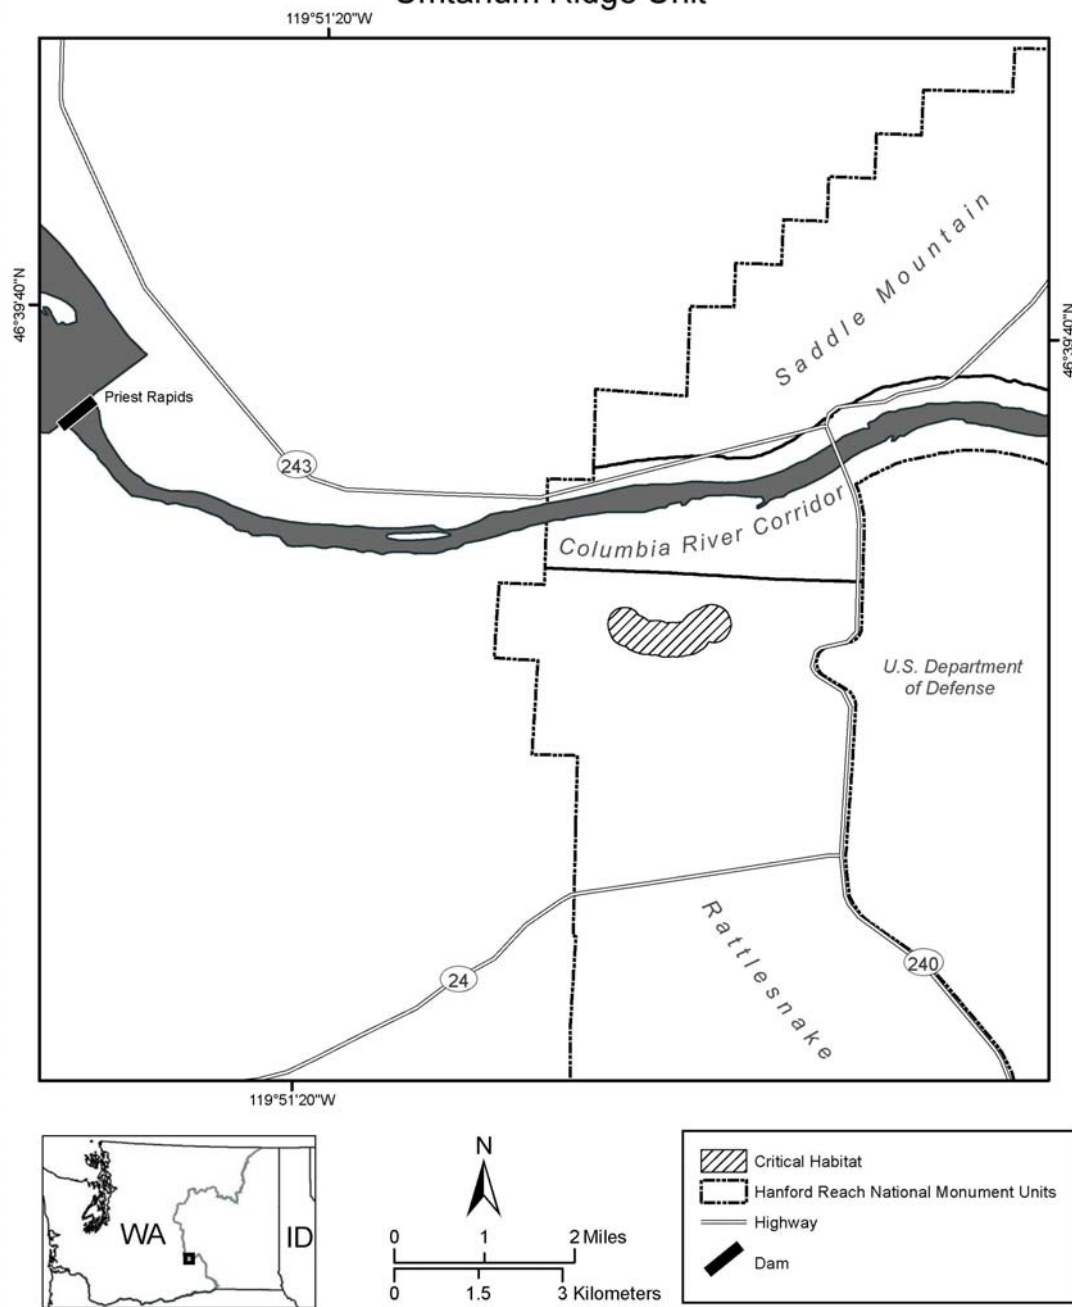 Umtanum Ridge Unit
119°51'20"W
46°39'40"N
46°39'40"N
Saddle Mountain
Priest Rapids
243
Columbia River Corridor
U.S. Department
of Defense
Rattlesnake
240
24
119°51'20"W
WA
ID
N
0 1 2 Miles
0 1.5 3 Kilometers
Critical Habitat
Hanford Reach National Monument Units
Highway
Dam